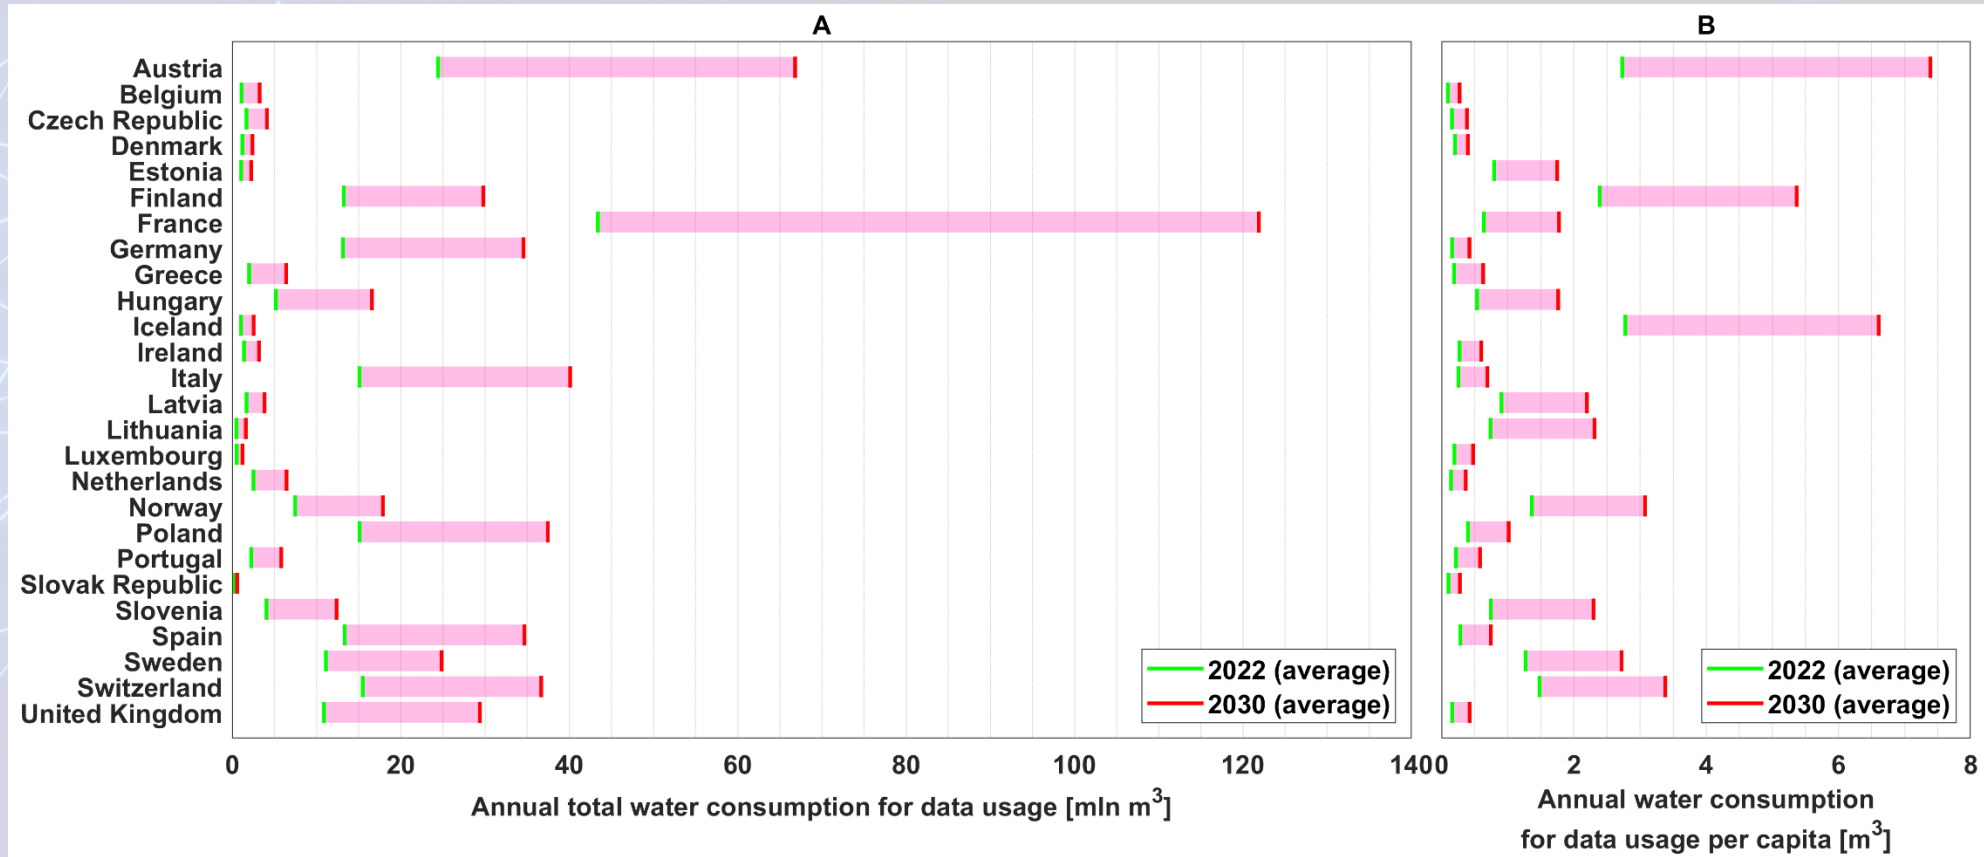 A
B
Austria
Belgium
Czech Republic
Denmark
Estonia
Finland
France
Germany
Greece
Hungary
Iceland
Ireland
Italy
Latvia
Lithuania
Luxembourg
Netherlands
Norway
Poland
Portugal
Slovak Republic
Slovenia
Spain
Sweden
Switzerland
United Kingdom
2022 (average)
2030 (average)
2022 (average)
2030 (average)
0 20 40 60 80 100 120 140
0 2 4 6 8
Annual total water consumption for data usage [mln m³]
Annual water consumption
for data usage per capita [m³]